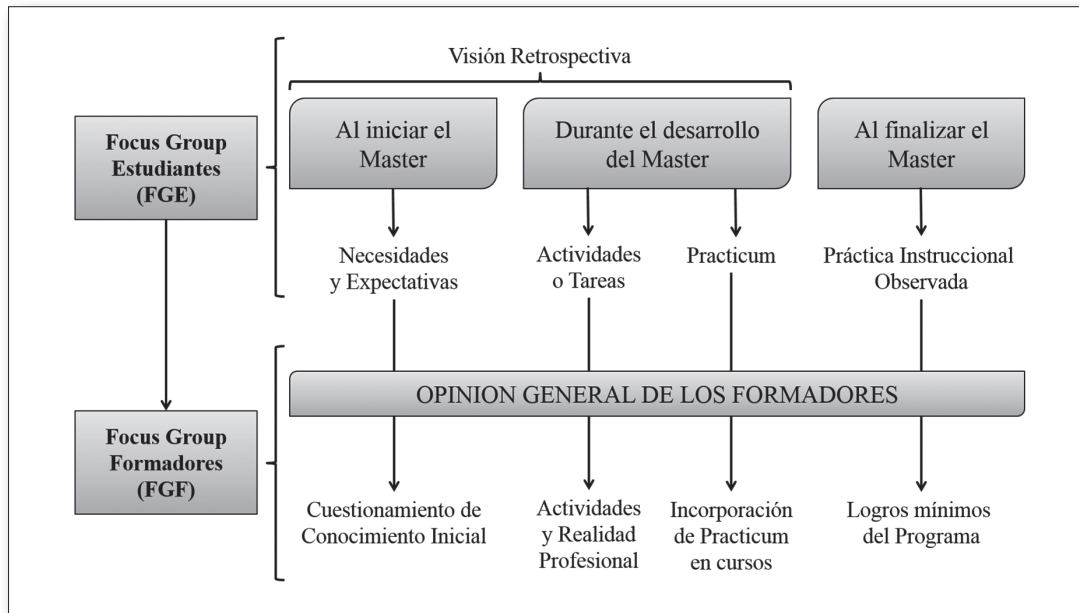 Visión Retrospectiva
Al iniciar el
Master
Durante el desarrollo
del Master
Al finalizar el
Master
Focus Group
Estudiantes
(FGE)
Necesidades
y Expectativas
Actividades
o Tareas
Practicum
Práctica Instruccional
Observada
OPINION GENERAL DE LOS FORMADORES
Focus Group
Formadores
(FGF)
Cuestionamiento de
Conocimiento Inicial
Actividades
y Realidad
Profesional
Incorporación
de Practicum
en cursos
Logros mínimos
del Programa